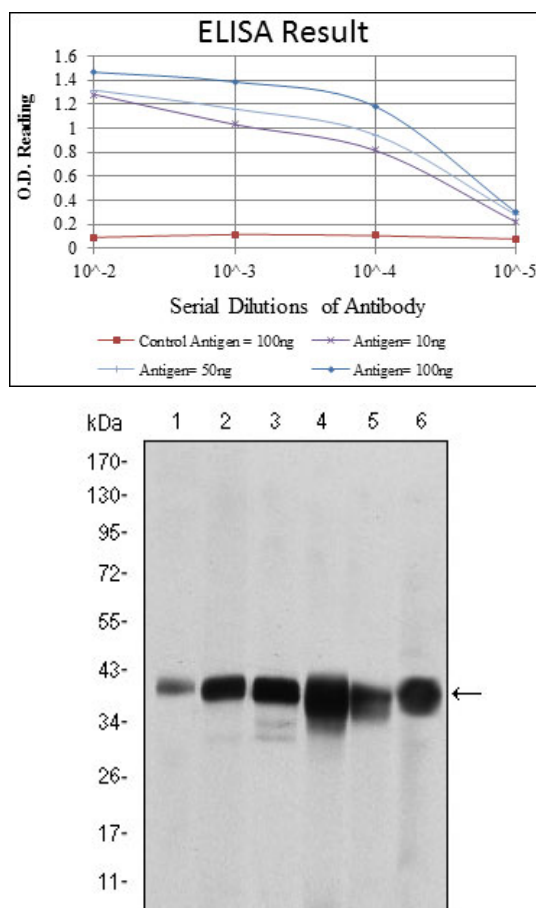 ELISA Result
1.6
1.4
1.2
1
0.8
0.6
0.4
0.2
0
O.D. Reading
10^-2 10^-3 10^-4 10^-5
Serial Dilutions of Antibody
Control Antigen = 100ng Antigen= 10ng
Antigen= 50ng Antigen= 100ng
kDa 1 2 3 4 5 6
170-
130-
95-
72-
55-
43-
34-
26-
17-
11-